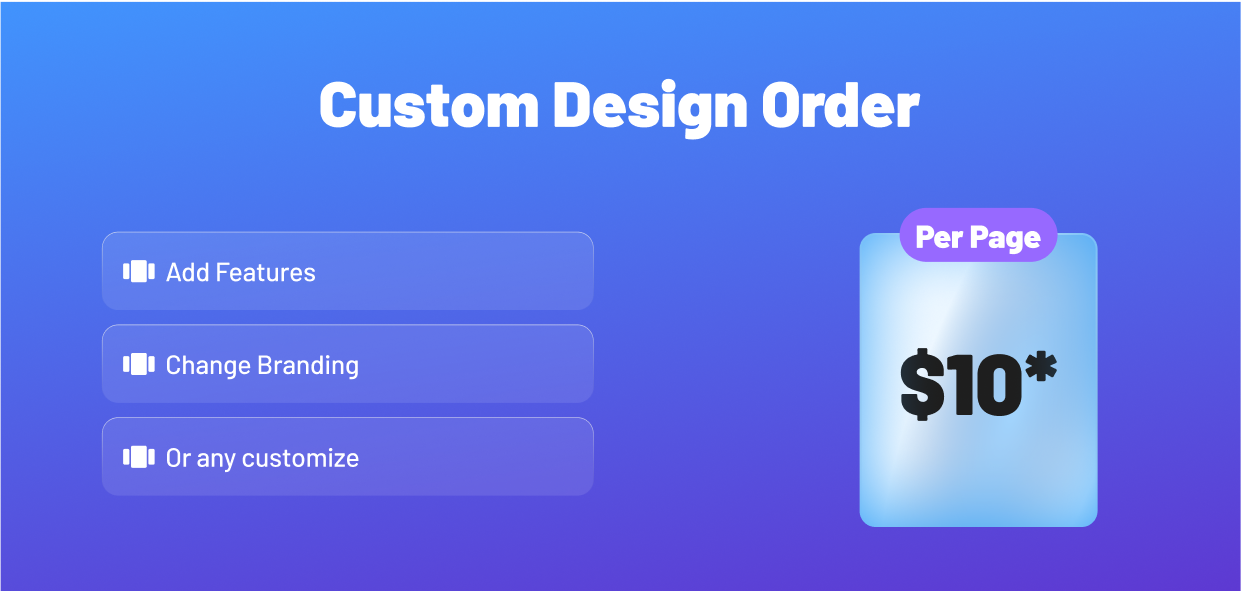 Custom Design Order
Add Features
Change Branding
Or any customize
Per Page
$10*